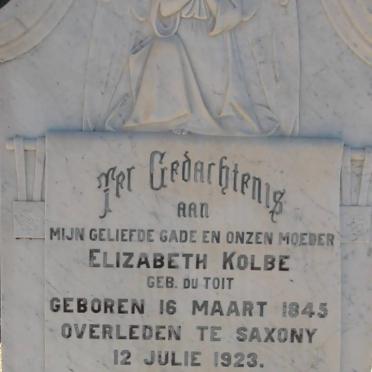 Ter Gedachtenis
AAN
MIJN GELIEFDE GADE EN ONZEN MOEDER
ELIZABETH KOLBE
GEB. DU TOIT
GEBOREN 16 MAART 1845
OVERLEDEN TE SAXONY
12 JULIE 1923.